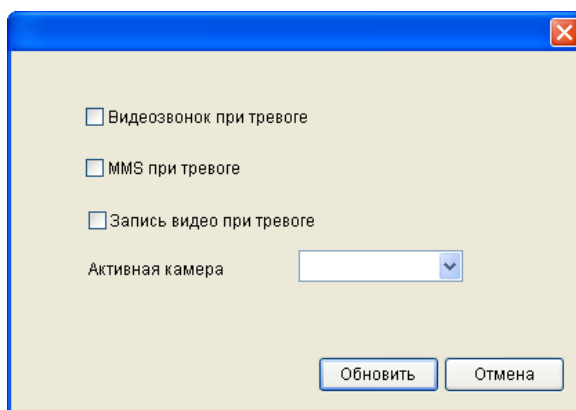 Видеозвонок при тревоге
MMS при тревоге
Запись видео при тревоге
Активная камера
Обновить Отмена